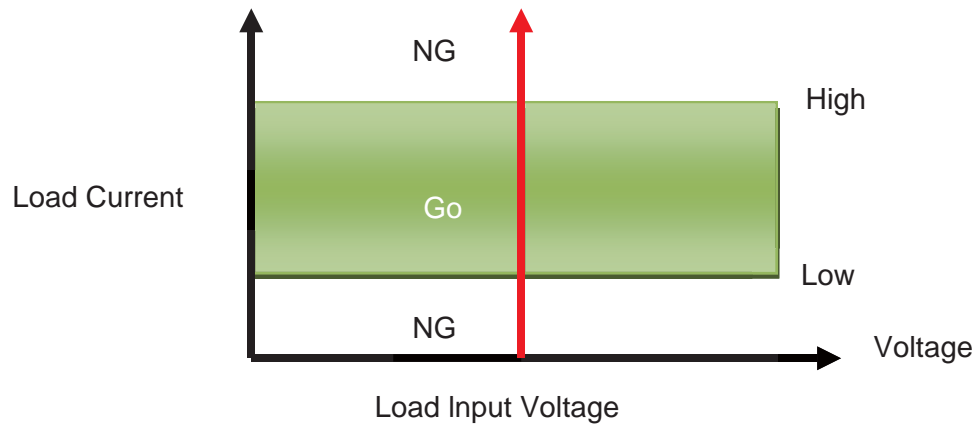 NG
High
Load Current
Go
Low
NG
Voltage
Load Input Voltage